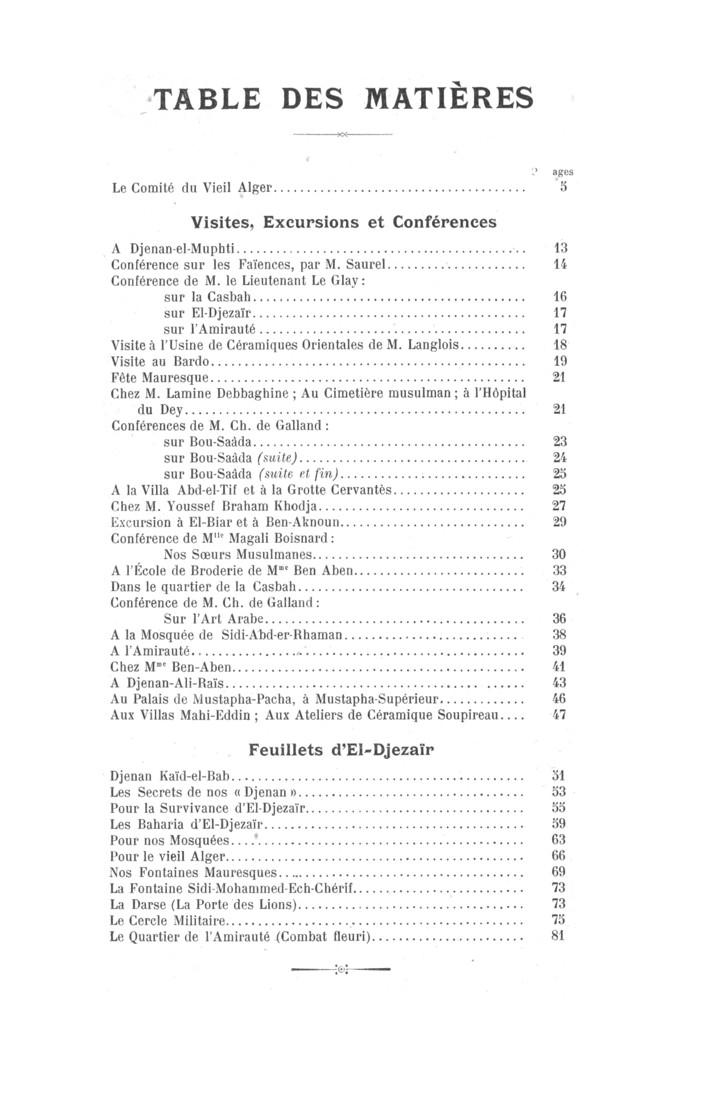 TABLE DES MATIÈRES
Pages
Le Comité du Vieil Alger..................................... 5
Visites, Excursions et Conférences
A Djenan-el-Muphti.......................................... 13
Conférence sur les Faïences, par M. Saurel..................... 14
Conférence de M. le Lieutenant Le Glay :
sur la Casbah......................................... 16
sur El-Djezaïr......................................... 17
sur l'Amirauté........................................ 17
Visite à l'Usine de Céramiques Orientales de M. Langlois.......... 18
Visite au Bardo............................................... 19
Fête Mauresque............................................... 21
Chez M. Lamine Debbaghine ; Au Cimetière musulman ; à l'Hôpital
du Dey................................................... 21
Conférences de M. Ch. de Galland :
sur Bou-Saâda......................................... 23
sur Bou-Saâda (suite).................................. 24
sur Bou-Saâda (suite et fin)............................ 25
A la Villa Abd-el-Tif et à la Grotte Cervantès.................... 25
Chez M. Youssef Braham Khodja............................... 27
Excursion à El-Biar et à Ben-Aknoun............................ 29
Conférence de Mlle Magali Boisnard :
Nos Sœurs Musulmanes................................ 30
A l'École de Broderie de Mme Ben Aben.......................... 33
Dans le quartier de la Casbah.................................. 34
Conférence de M. Ch. de Galland :
Sur l'Art Arabe....................................... 36
A la Mosquée de Sidi-Abd-er-Rhaman.......................... 38
A l'Amirauté.................................................. 39
Chez Mme Ben-Aben............................................ 41
A Djenan-Ali-Raïs............................................. 43
Au Palais de Mustapha-Pacha, à Mustapha-Supérieur............. 46
Aux Villas Mahi-Eddin ; Aux Ateliers de Céramique Soupireau.... 47
Feuillets d'El-Djezaïr
Djenan Kaïd-el-Bab............................................ 51
Les Secrets de nos « Djenan ».................................. 53
Pour la Survivance d'El-Djezaïr................................. 55
Les Baharia d'El-Djezaïr....................................... 59
Pour nos Mosquées............................................ 63
Pour le vieil Alger............................................. 66
Nos Fontaines Mauresques..................................... 69
La Fontaine Sidi-Mohammed-Ech-Chérif.......................... 73
La Darse (La Porte des Lions).................................. 73
Le Cercle Militaire............................................. 75
Le Quartier de l'Amirauté (Combat fleuri)....................... 81